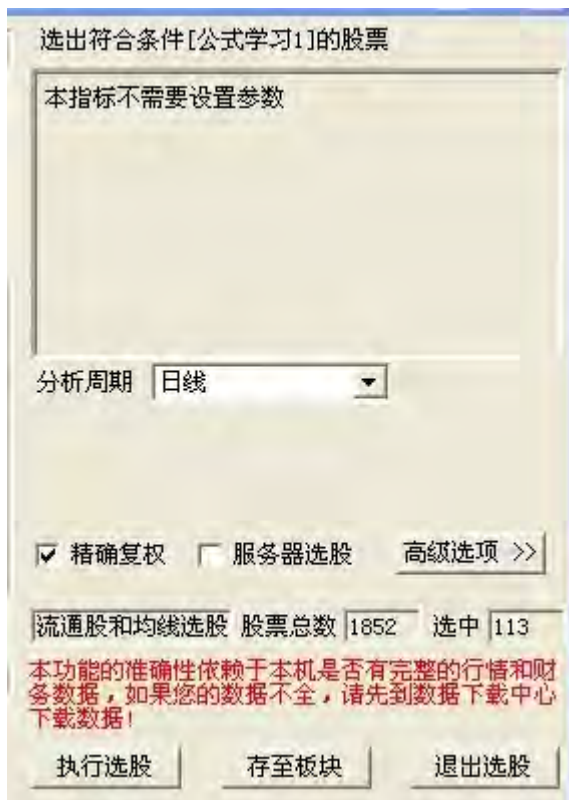 选出符合条件[公式学习1]的股票
本指标不需要设置参数
分析周期 日线
精确复权 服务器选股 高级选项 >>
流通股和均线选股 股票总数 1852 选中 113
本功能的准确性依赖于本机是否有完整的行情和财
务数据，如果您的数据不全，请先到数据下载中心
下载数据!
执行选股 存至板块 退出选股